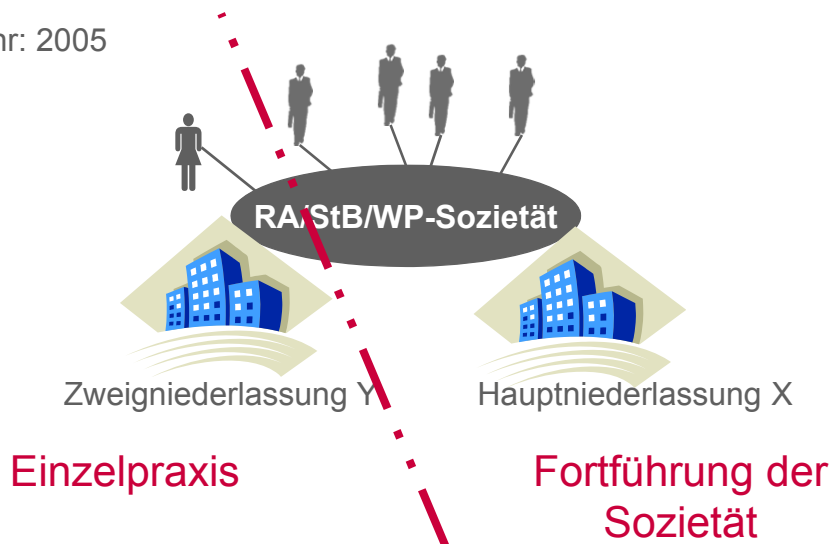 hr: 2005
RA/StB/WP-Sozietät
Zweigniederlassung Y
Hauptniederlassung X
Einzelpraxis
Fortführung der
Sozietät